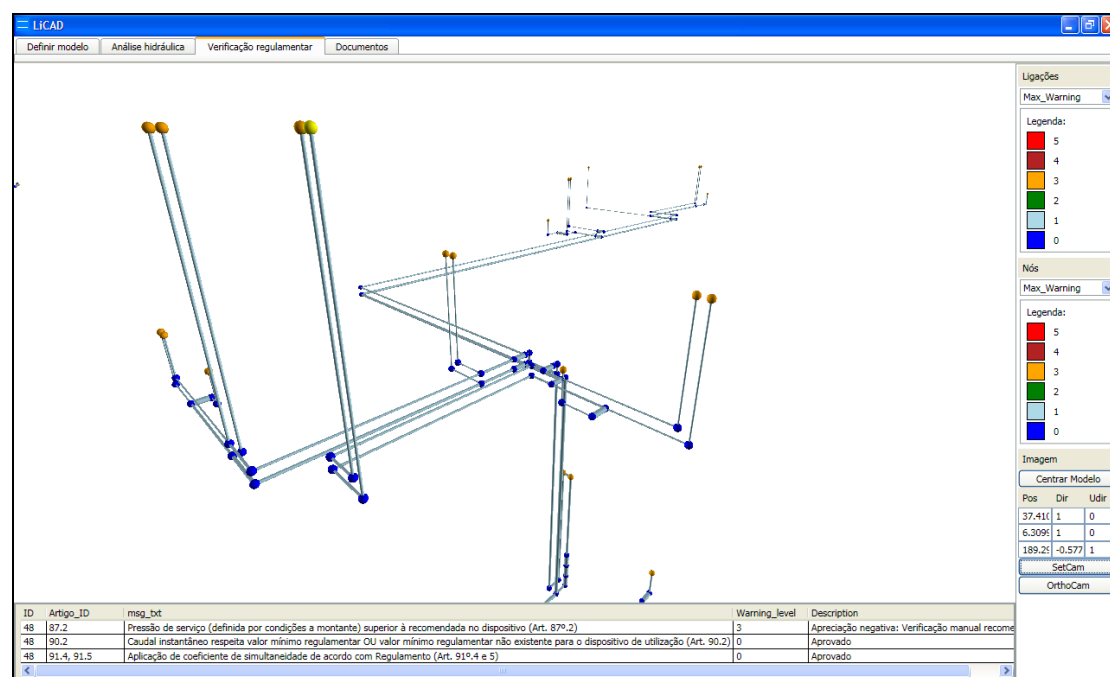 LiCAD
Definir modelo Análise hidráulica Verificação regulamentar Documentos
Ligações
Max_Warning
Legenda:
5
4
3
2
1
0
Nós
Max_Warning
Legenda:
5
4
3
2
1
0
Imagem
Centrar Modelo
Pos Dir Udir
37.41 1 0
6.309 1 0
189.2 -0.577 1
SetCam
OrthoCam
ID Artigo_ID msg_txt Warning_level Description
48 87.2 Pressão de serviço (definida por condições a montante) superior à recomendada no dispositivo (Art. 87º.2) 3 Apreciação negativa: Verificação manual recome
48 90.2 Caudal instantâneo respeita valor mínimo regulamentar OU valor mínimo regulamentar não existente para o dispositivo de utilização (Art. 90.2) 0 Aprovado
48 91.4, 91.5 Aplicação de coeficiente de simultaneidade de acordo com Regulamento (Art. 91º.4 e 5) 0 Aprovado